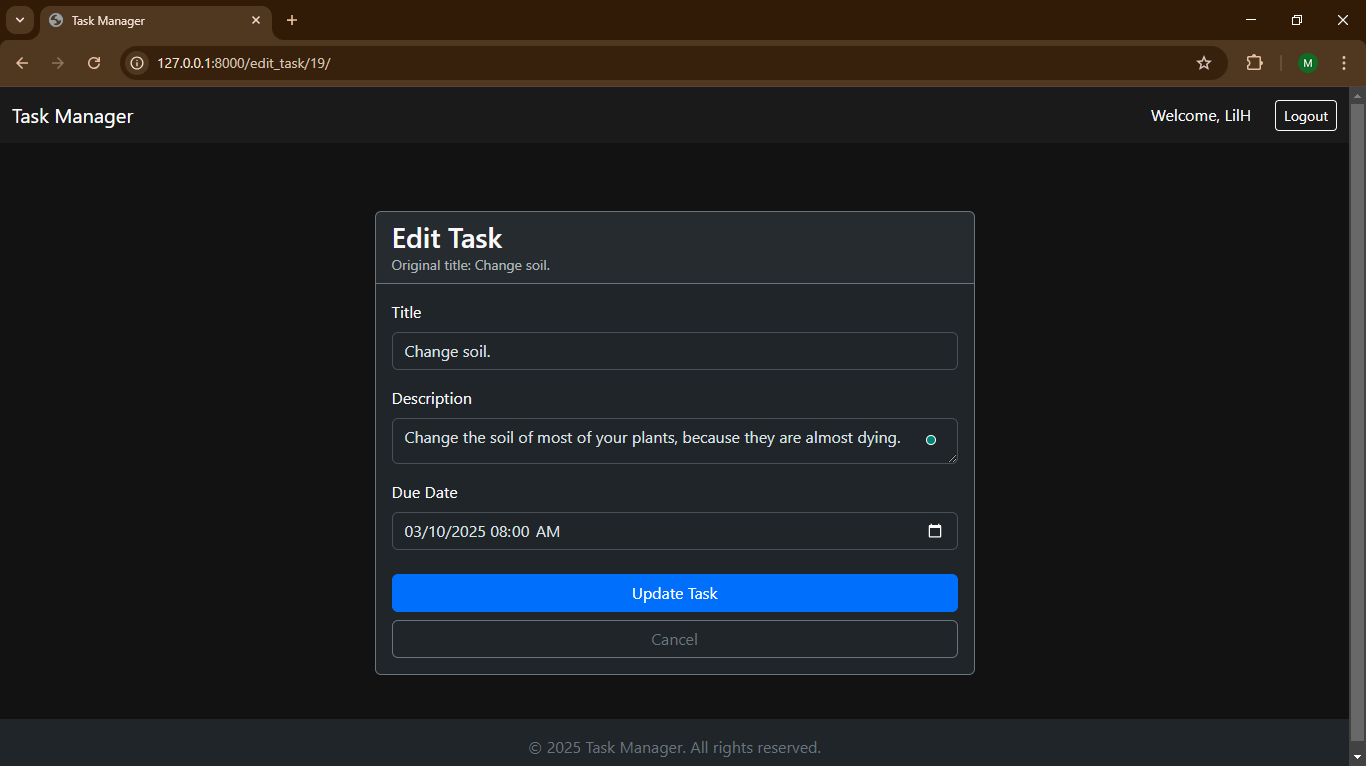 Task Manager
127.0.0.1:8000/edit_task/19/
M
Task Manager
Welcome, LilH
Logout
Edit Task
Original title: Change soil.
Title
Change soil.
Description
Change the soil of most of your plants, because they are almost dying.
Due Date
03/10/2025 08:00 AM
Update Task
Cancel
© 2025 Task Manager. All rights reserved.